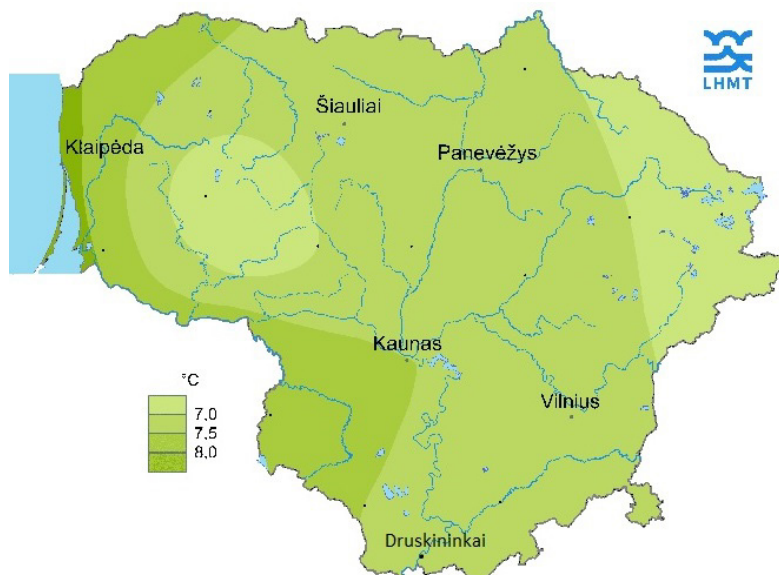 LHMT
Šiauliai
Klaipėda
Panevėžys
Kaunas
°C
7,0
7,5
8,0
Vilnius
Druskininkai